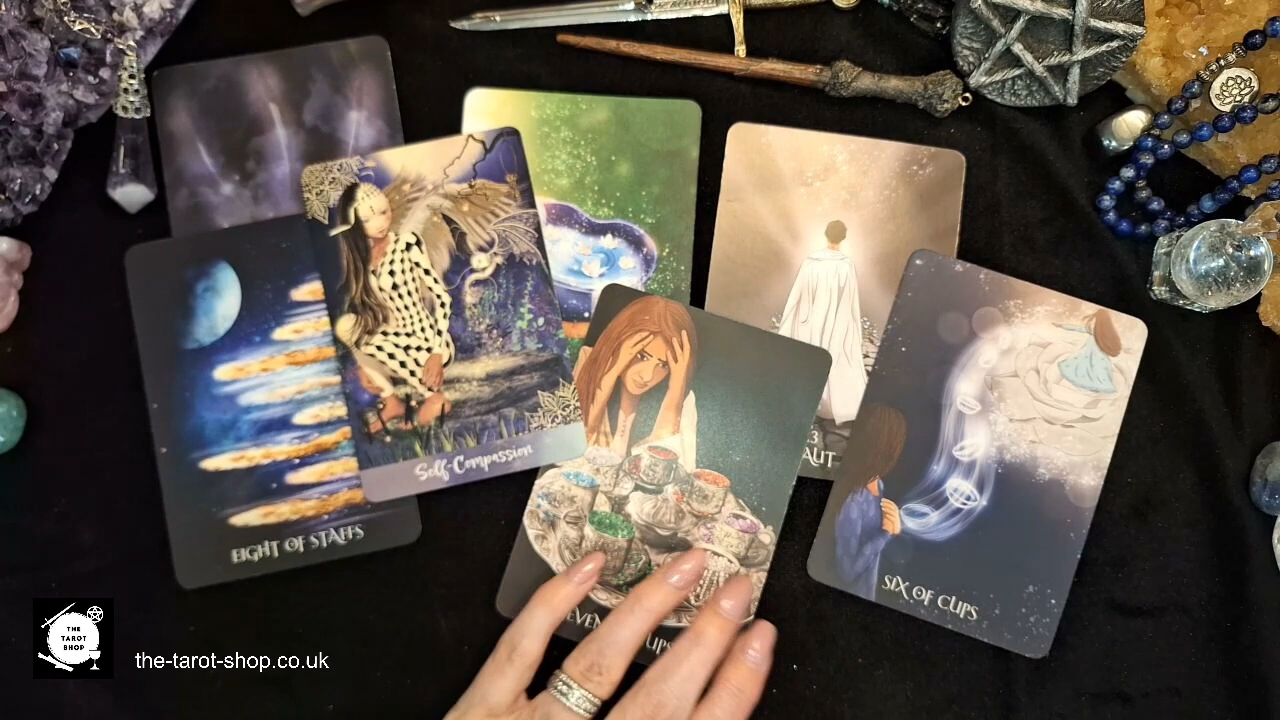 Self-Compassion
EIGHT OF STAFFS
SIX OF CUPS
THE
TAROT
SHOP
the-tarot-shop.co.uk